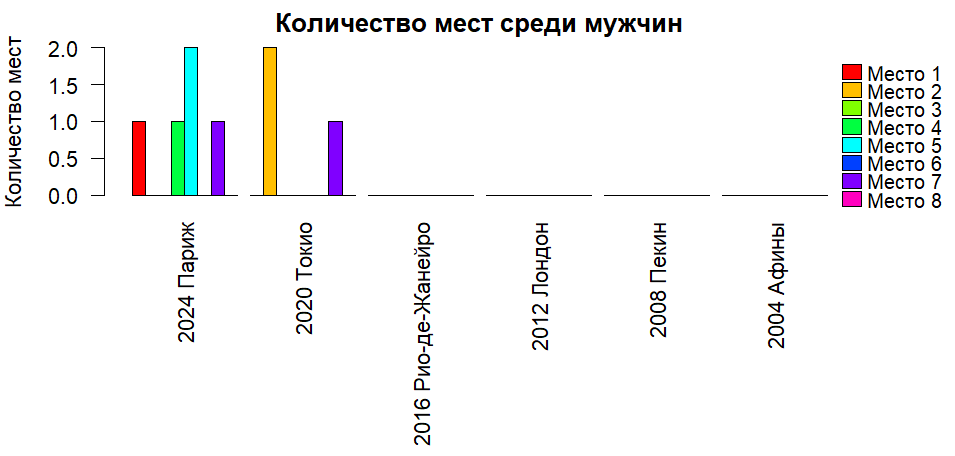 Количество мест среди мужчин
Количество мест
2.0
1.5
1.0
0.5
0.0
2024 Париж
2020 Токио
2016 Рио-де-Жанейро
2012 Лондон
2008 Пекин
2004 Афины
Место 1
Место 2
Место 3
Место 4
Место 5
Место 6
Место 7
Место 8